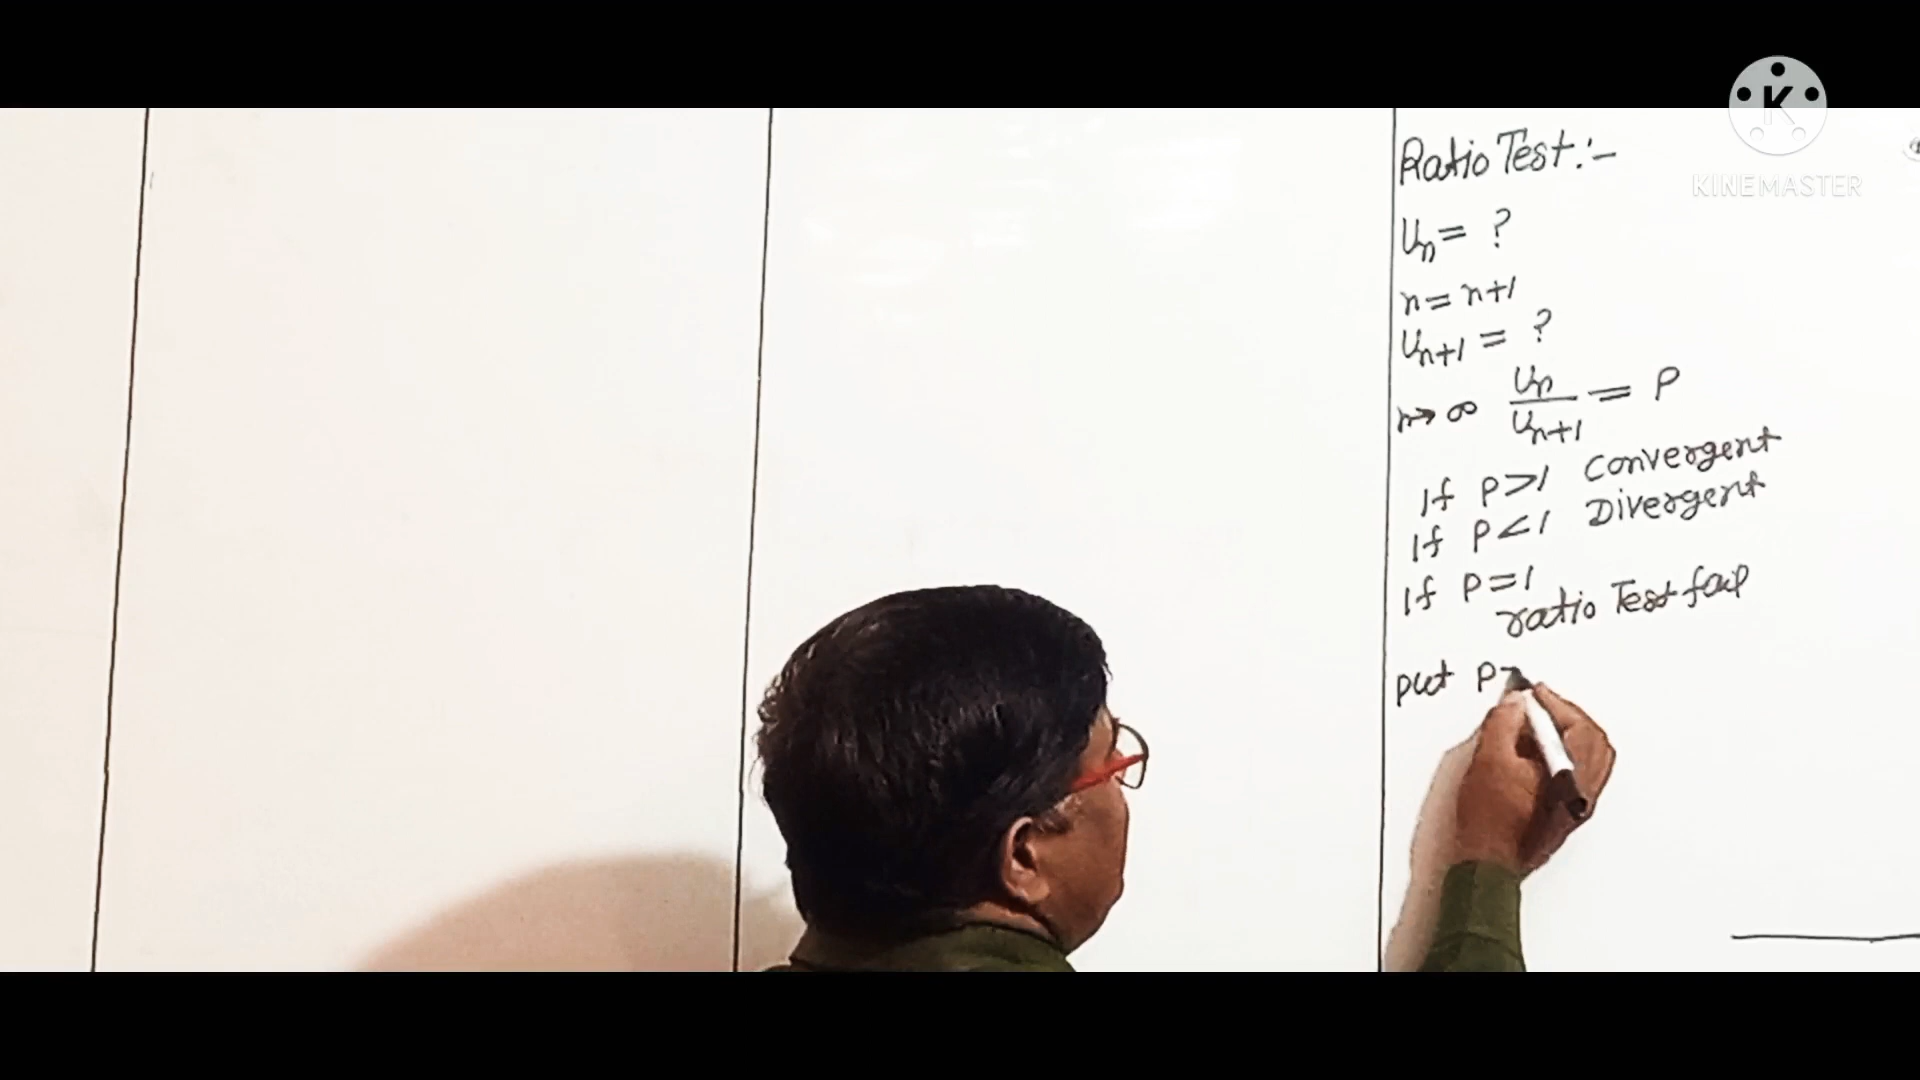 Ratio Test :-
Un = ?
n = n+1
Un+1 = ?
n→∞ Un/Un+1 = P
If P>1 Convergent
If P<1 Divergent
If P=1
ratio Test fail
put P=
K
KINEMASTER